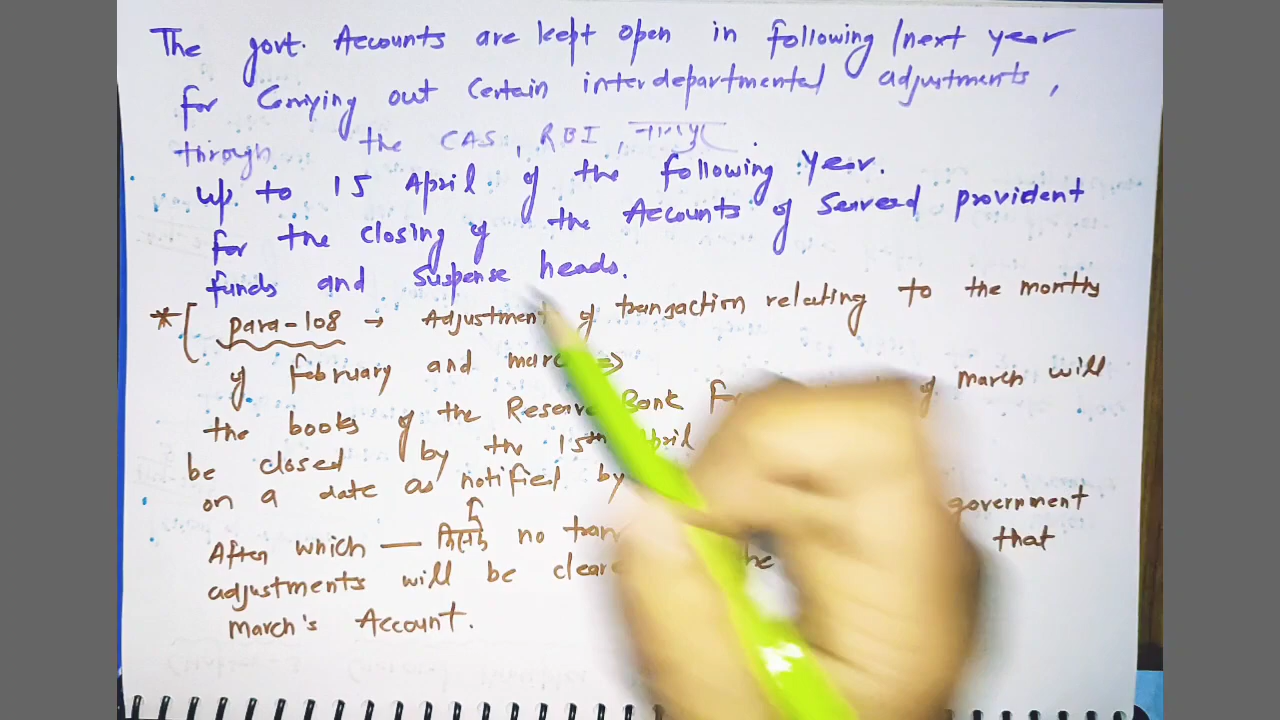 The govt. Accounts are kept open in following/next year
for Carrying out Certain interdepartmental adjustments,
through the CAS, RBI,
up to 15 April of the following Year.
for the closing of the Accounts of several provident
funds and suspense heads.
* [ para-108 → Adjustment of transaction relating to the months
of February and =>
the books of the Reserve Bank of march will
be closed by the 15th April
on a date as notified by government
After which — no that
adjustments will be
march's Account.